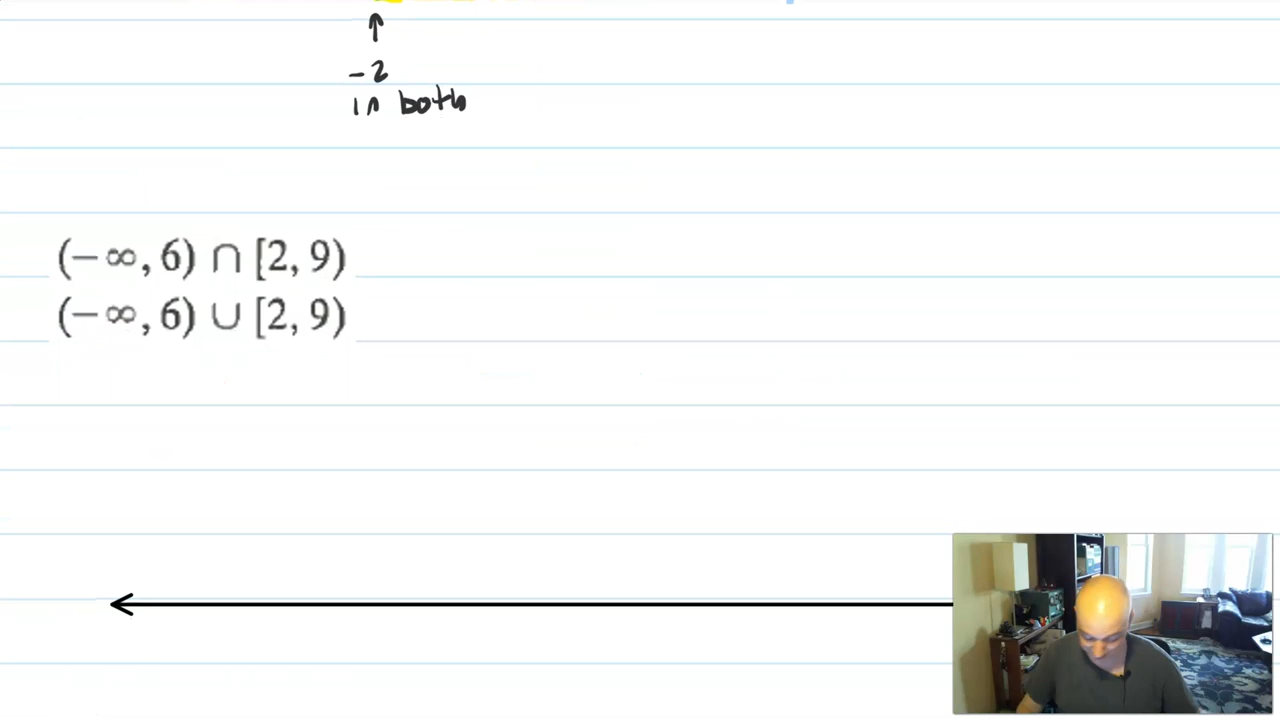 -2
in both
(-∞, 6) ∩ [2, 9)
(-∞, 6) ∪ [2, 9)